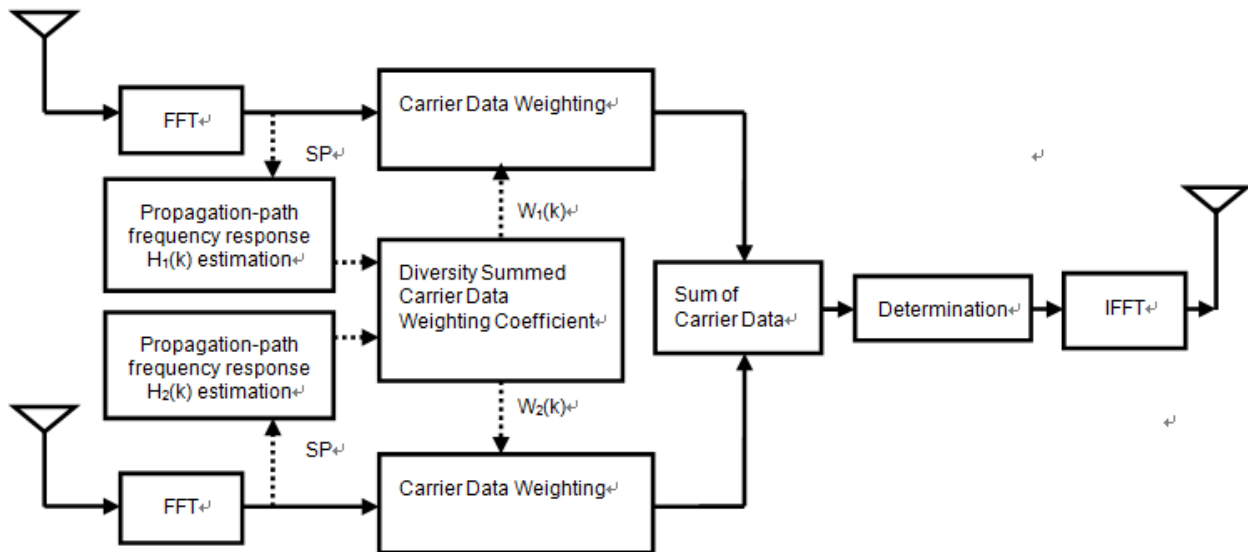 FFT↵
Carrier Data Weighting↵
SP↵
↵
Propagation-path
frequency response
H₁(k) estimation↵
W₁(k)↵
Diversity Summed
Carrier Data
Weighting Coefficient↵
Sum of
Carrier Data↵
Determination↵
IFFT↵
Propagation-path
frequency response
H₂(k) estimation↵
W₂(k)↵
↵
SP↵
FFT↵
Carrier Data Weighting↵